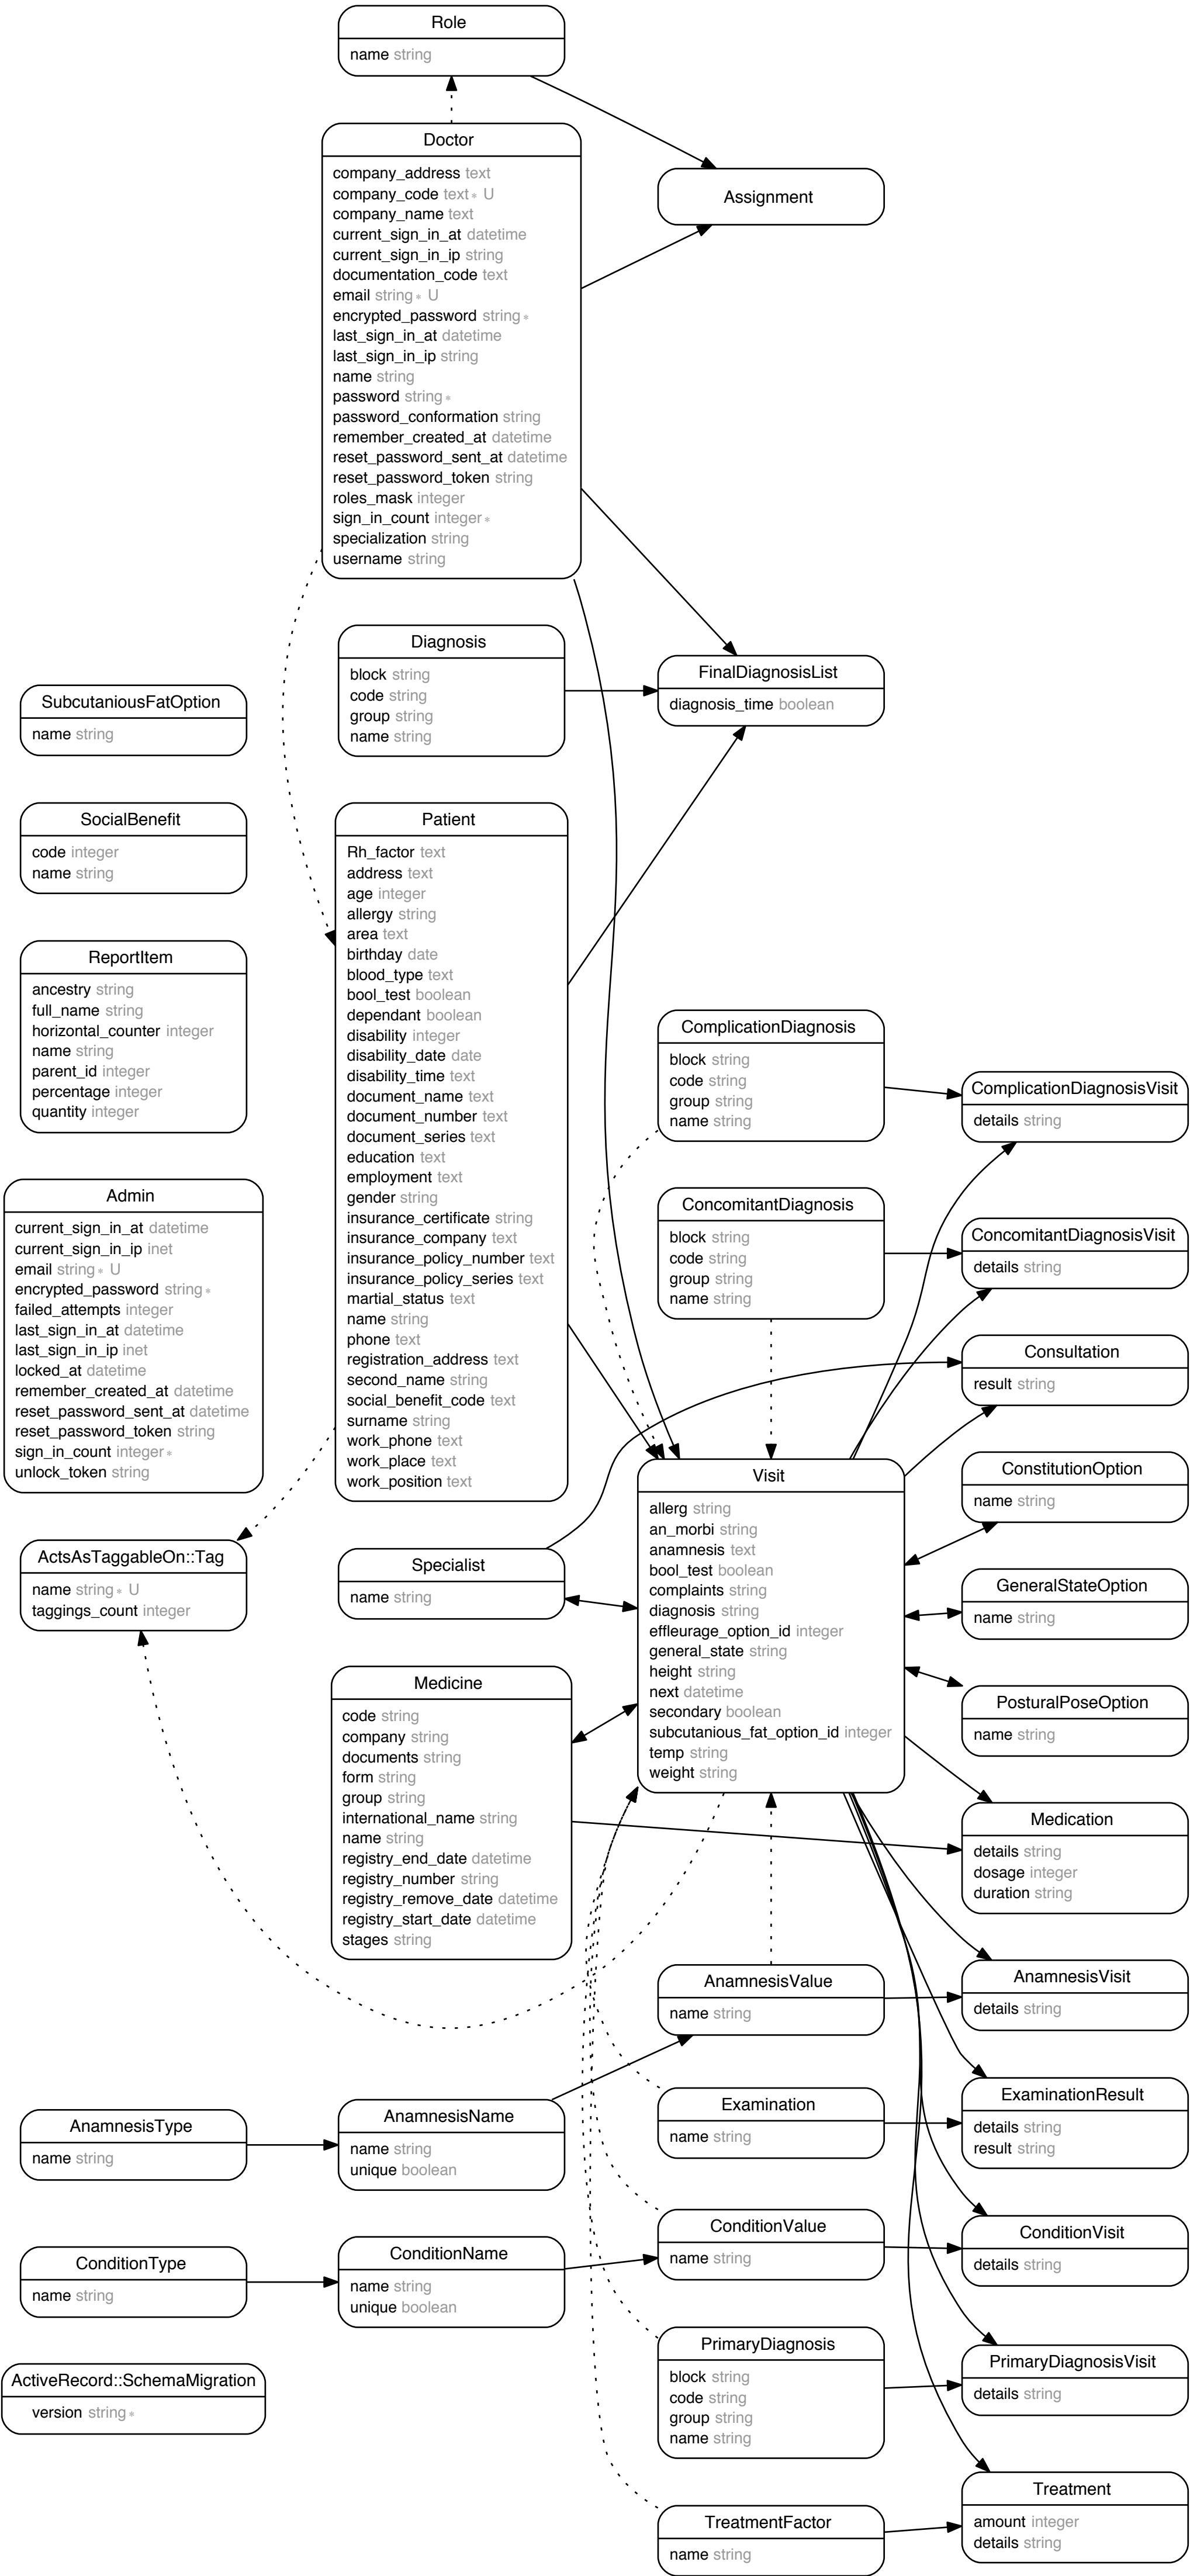 Role
name string
Doctor
company_address text
company_code text* U
company_name text
current_sign_in_at datetime
current_sign_in_ip string
documentation_code text
email string* U
encrypted_password string*
last_sign_in_at datetime
last_sign_in_ip string
name string
password string*
password_conformation string
remember_created_at datetime
reset_password_sent_at datetime
reset_password_token string
roles_mask integer
sign_in_count integer*
specialization string
username string
Assignment
Diagnosis
block string
code string
group string
name string
FinalDiagnosisList
diagnosis_time boolean
SubcutaniousFatOption
name string
SocialBenefit
code integer
name string
ReportItem
ancestry string
full_name string
horizontal_counter integer
name string
parent_id integer
percentage integer
quantity integer
Admin
current_sign_in_at datetime
current_sign_in_ip inet
email string* U
encrypted_password string*
failed_attempts integer
last_sign_in_at datetime
last_sign_in_ip inet
locked_at datetime
remember_created_at datetime
reset_password_sent_at datetime
reset_password_token string
sign_in_count integer*
unlock_token string
ActsAsTaggableOn::Tag
name string* U
taggings_count integer
Patient
Rh_factor text
address text
age integer
allergy string
area text
birthday date
blood_type text
bool_test boolean
dependant boolean
disability integer
disability_date date
disability_time text
document_name text
document_number text
document_series text
education text
employment text
gender string
insurance_certificate string
insurance_company text
insurance_policy_number text
insurance_policy_series text
martial_status text
name string
phone text
registration_address text
second_name string
social_benefit_code text
surname string
work_phone text
work_place text
work_position text
ComplicationDiagnosis
block string
code string
group string
name string
ComplicationDiagnosisVisit
details string
ConcomitantDiagnosis
block string
code string
group string
name string
ConcomitantDiagnosisVisit
details string
Consultation
result string
Specialist
name string
Visit
allerg string
an_morbi string
anamnesis text
bool_test boolean
complaints string
diagnosis string
effleurage_option_id integer
general_state string
height string
next datetime
secondary boolean
subcutanious_fat_option_id integer
temp string
weight string
ConstitutionOption
name string
GeneralStateOption
name string
PosturalPoseOption
name string
Medicine
code string
company string
documents string
form string
group string
international_name string
name string
registry_end_date datetime
registry_number string
registry_remove_date datetime
registry_start_date datetime
stages string
Medication
details string
dosage integer
duration string
AnamnesisValue
name string
AnamnesisVisit
details string
AnamnesisType
name string
AnamnesisName
name string
unique boolean
Examination
name string
ExaminationResult
details string
result string
ConditionType
name string
ConditionName
name string
unique boolean
ConditionValue
name string
ConditionVisit
details string
ActiveRecord::SchemaMigration
version string*
PrimaryDiagnosis
block string
code string
group string
name string
PrimaryDiagnosisVisit
details string
TreatmentFactor
name string
Treatment
amount integer
details string